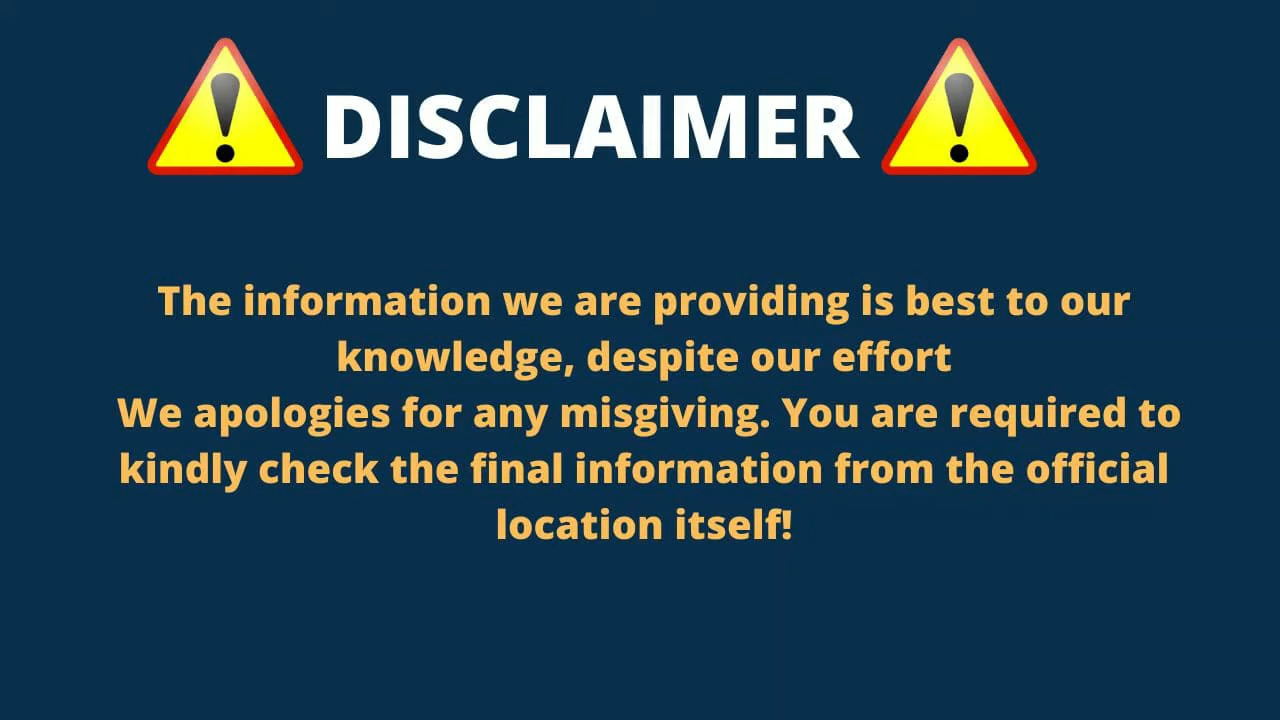 DISCLAIMER
The information we are providing is best to our
knowledge, despite our effort
We apologies for any misgiving. You are required to
kindly check the final information from the official
location itself!